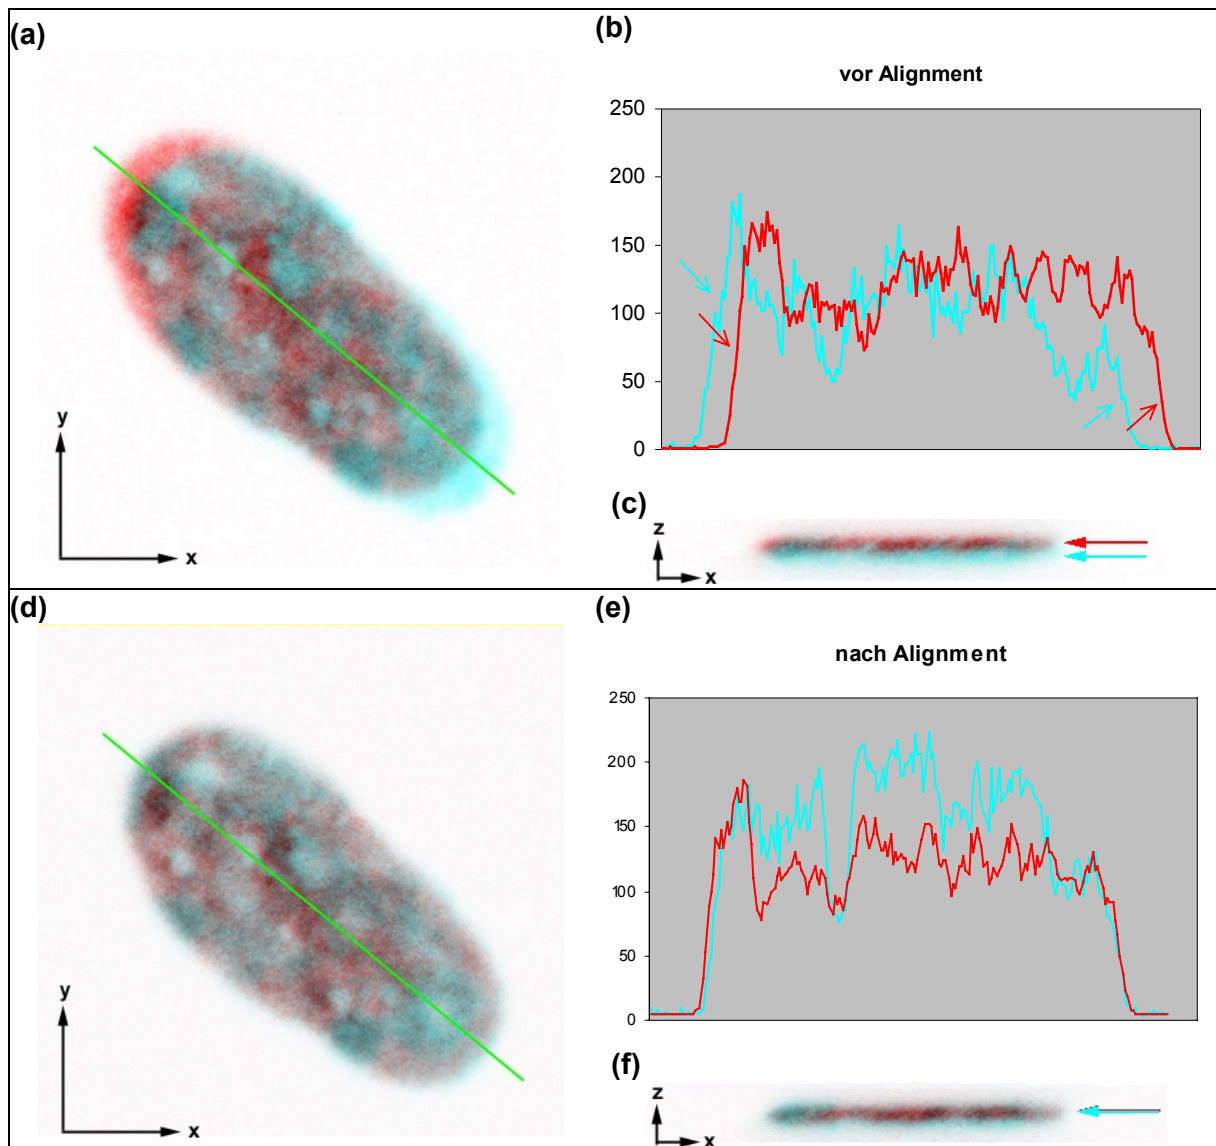 (a)
y
x
(b)
vor Alignment
250
200
150
100
50
0
(c)
z
x
(d)
y
x
(e)
nach Alignment
250
200
150
100
50
0
(f)
z
x